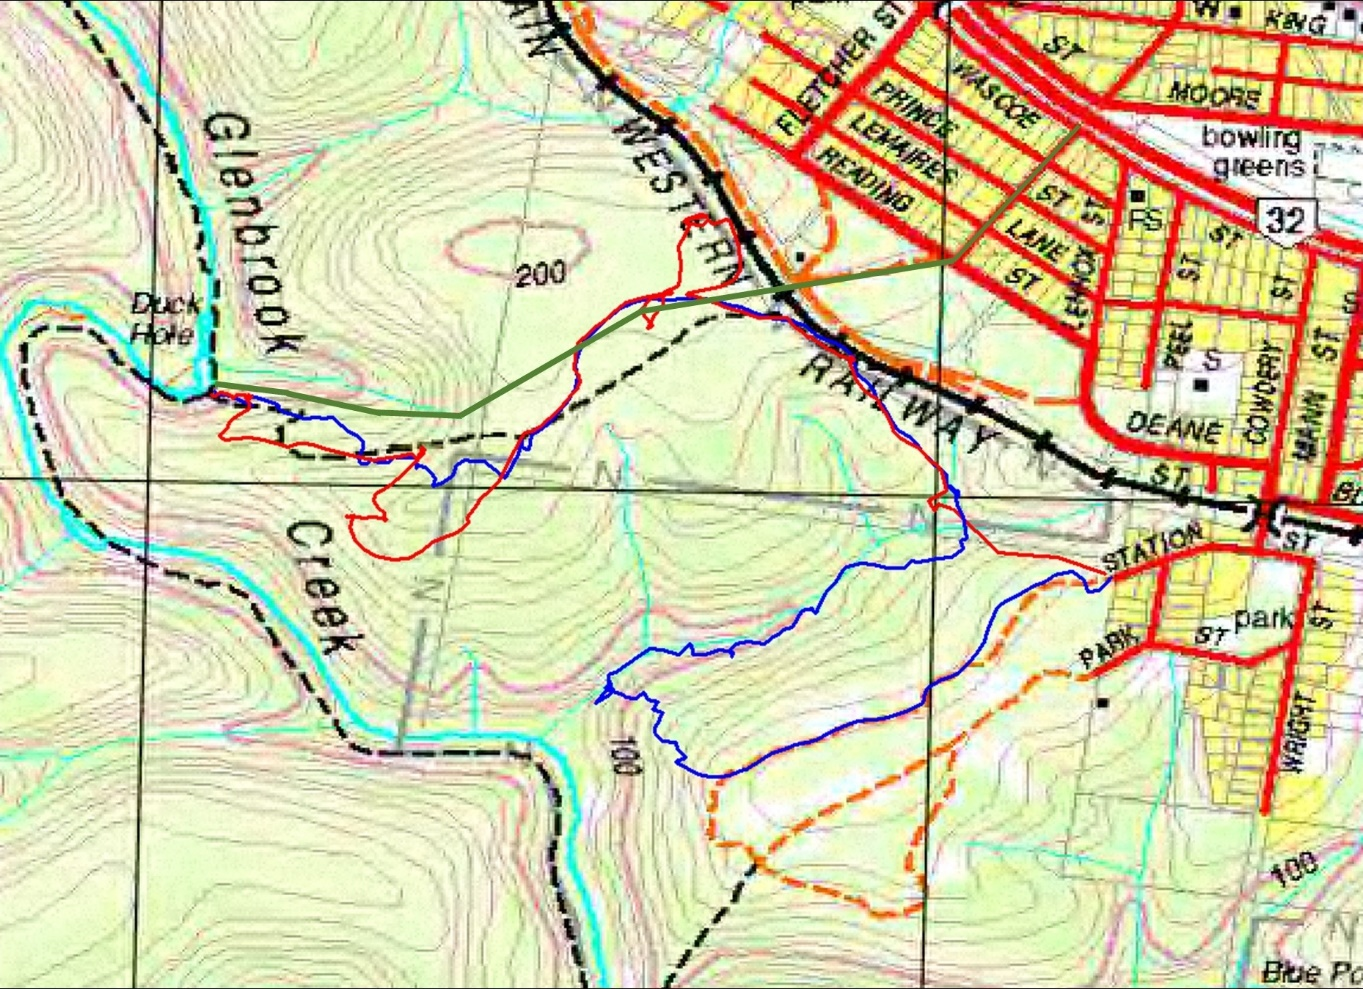 WASCOE
ST
KING
MOORE
bowling
greens
32
FLETCHER ST
PRINCE
ST
LEMAIRES
LANE
READING
ST
LENNOX
ST
FS
ST
ST
ST
PEEL
S
COWDERY
MANN
ST
DEANE
ST
WESTERN
RAILWAY
Glenbrook
Creek
200
Duck
Hole
N
N
N
N
STATION
ST
PARK
ST
park
ST
WRIGHT
100
100
N